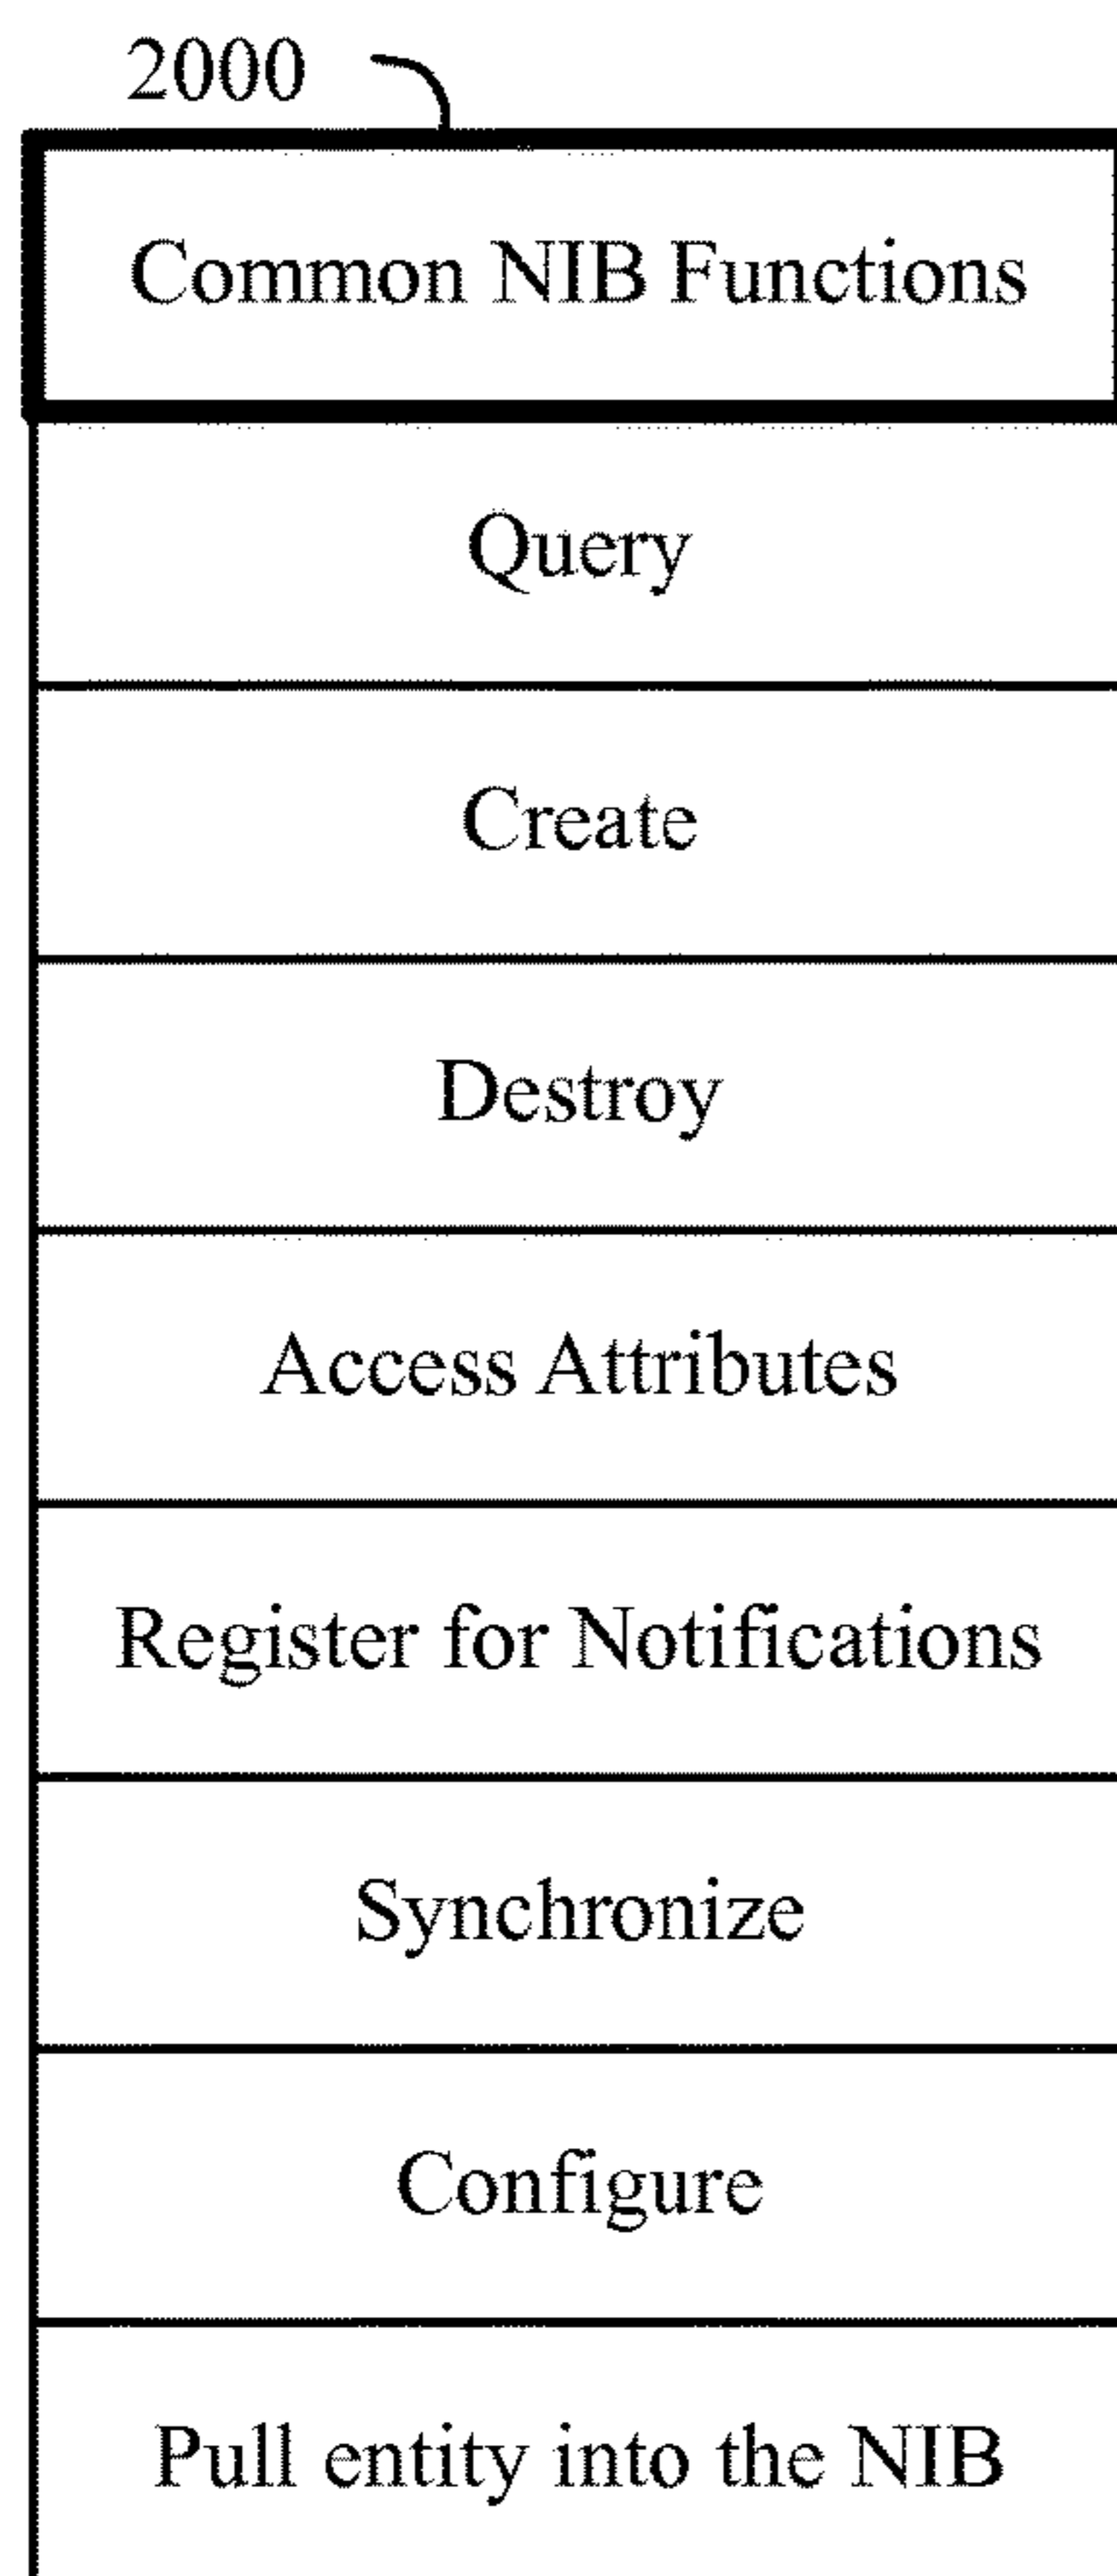 2000
Common NIB Functions
Query
Create
Destroy
Access Attributes
Register for Notifications
Synchronize
Configure
Pull entity into the NIB